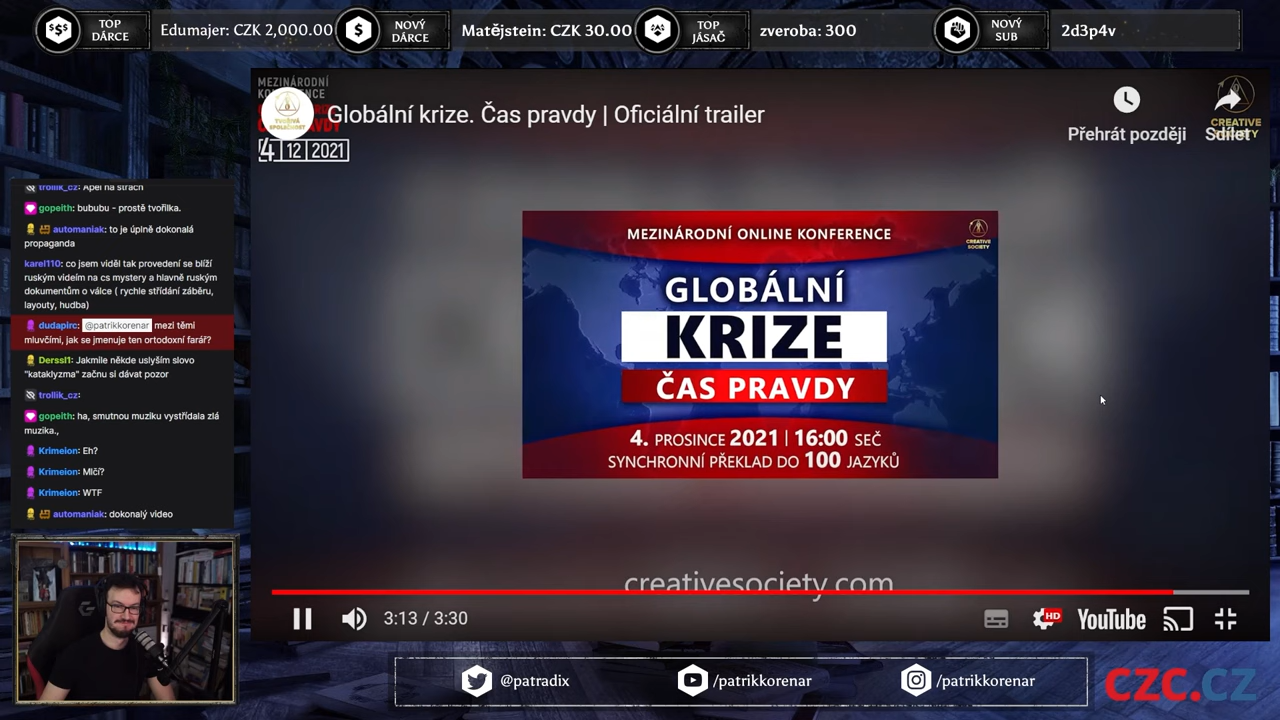 TOP
DÁRCE
Edumajer: CZK 2,000.00
NOVÝ
DÁRCE
Matějstein: CZK 30.00
TOP
JÁSAČ
zveroba: 300
NOVÝ
SUB
2d3p4v
MEZINÁRODNÍ
KONFERENCE
TVOŘIVÁ
SPOLEČNOST
Globální krize. Čas pravdy | Oficiální trailer
4 12 2021
Přehrát později
Sdílet
CREATIVE
SOCIETY
trollik_cz: Apel na strach
gopeith: bububu - prostě tvořilka.
automaniak: to je úplně dokonalá
propaganda
karel110: co jsem viděl tak provedení se blíží
ruským videím na cs mystery a hlavně ruským
dokumentům o válce ( rychle střídání záběru,
layouty, hudba)
dudapirc: @patrikkorenar mezi těmi
mluvčími, jak se jmenuje ten ortodoxní farář?
Derssl1: Jakmile někde uslyším slovo
"kataklyzma" začnu si dávat pozor
trollik_cz:
gopeith: ha, smutnou muziku vystřídala zlá
muzika.,
Krimeion: Eh?
Krimeion: Mlčí?
Krimeion: WTF
automaniak: dokonalý video
MEZINÁRODNÍ ONLINE KONFERENCE
CREATIVE
SOCIETY
GLOBÁLNÍ
KRIZE
ČAS PRAVDY
4. PROSINCE 2021 | 16:00 SEČ
SYNCHRONNÍ PŘEKLAD DO 100 JAZYKŮ
creativesociety.com
3:13 / 3:30
HD
YouTube
@patradix
/patrikkorenar
/patrikkorenar
CZC.CZ